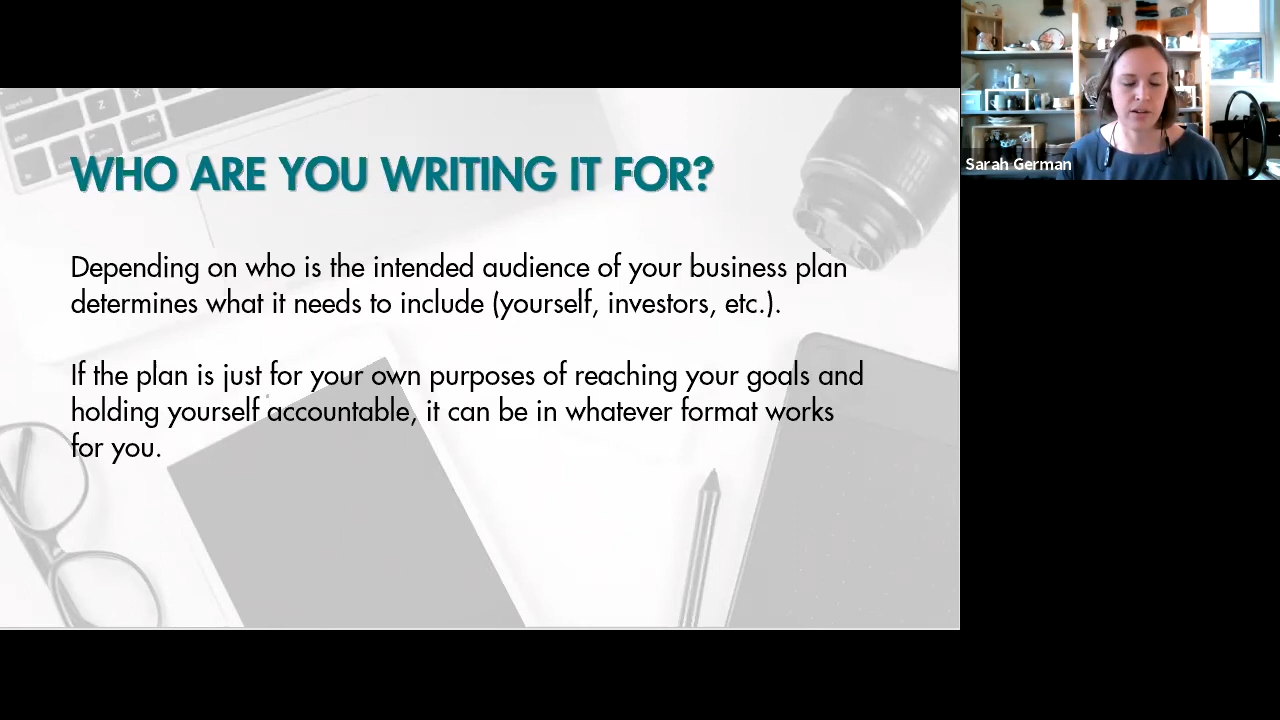 WHO ARE YOU WRITING IT FOR?
Depending on who is the intended audience of your business plan
determines what it needs to include (yourself, investors, etc.).
If the plan is just for your own purposes of reaching your goals and
holding yourself accountable, it can be in whatever format works
for you.
Sarah German